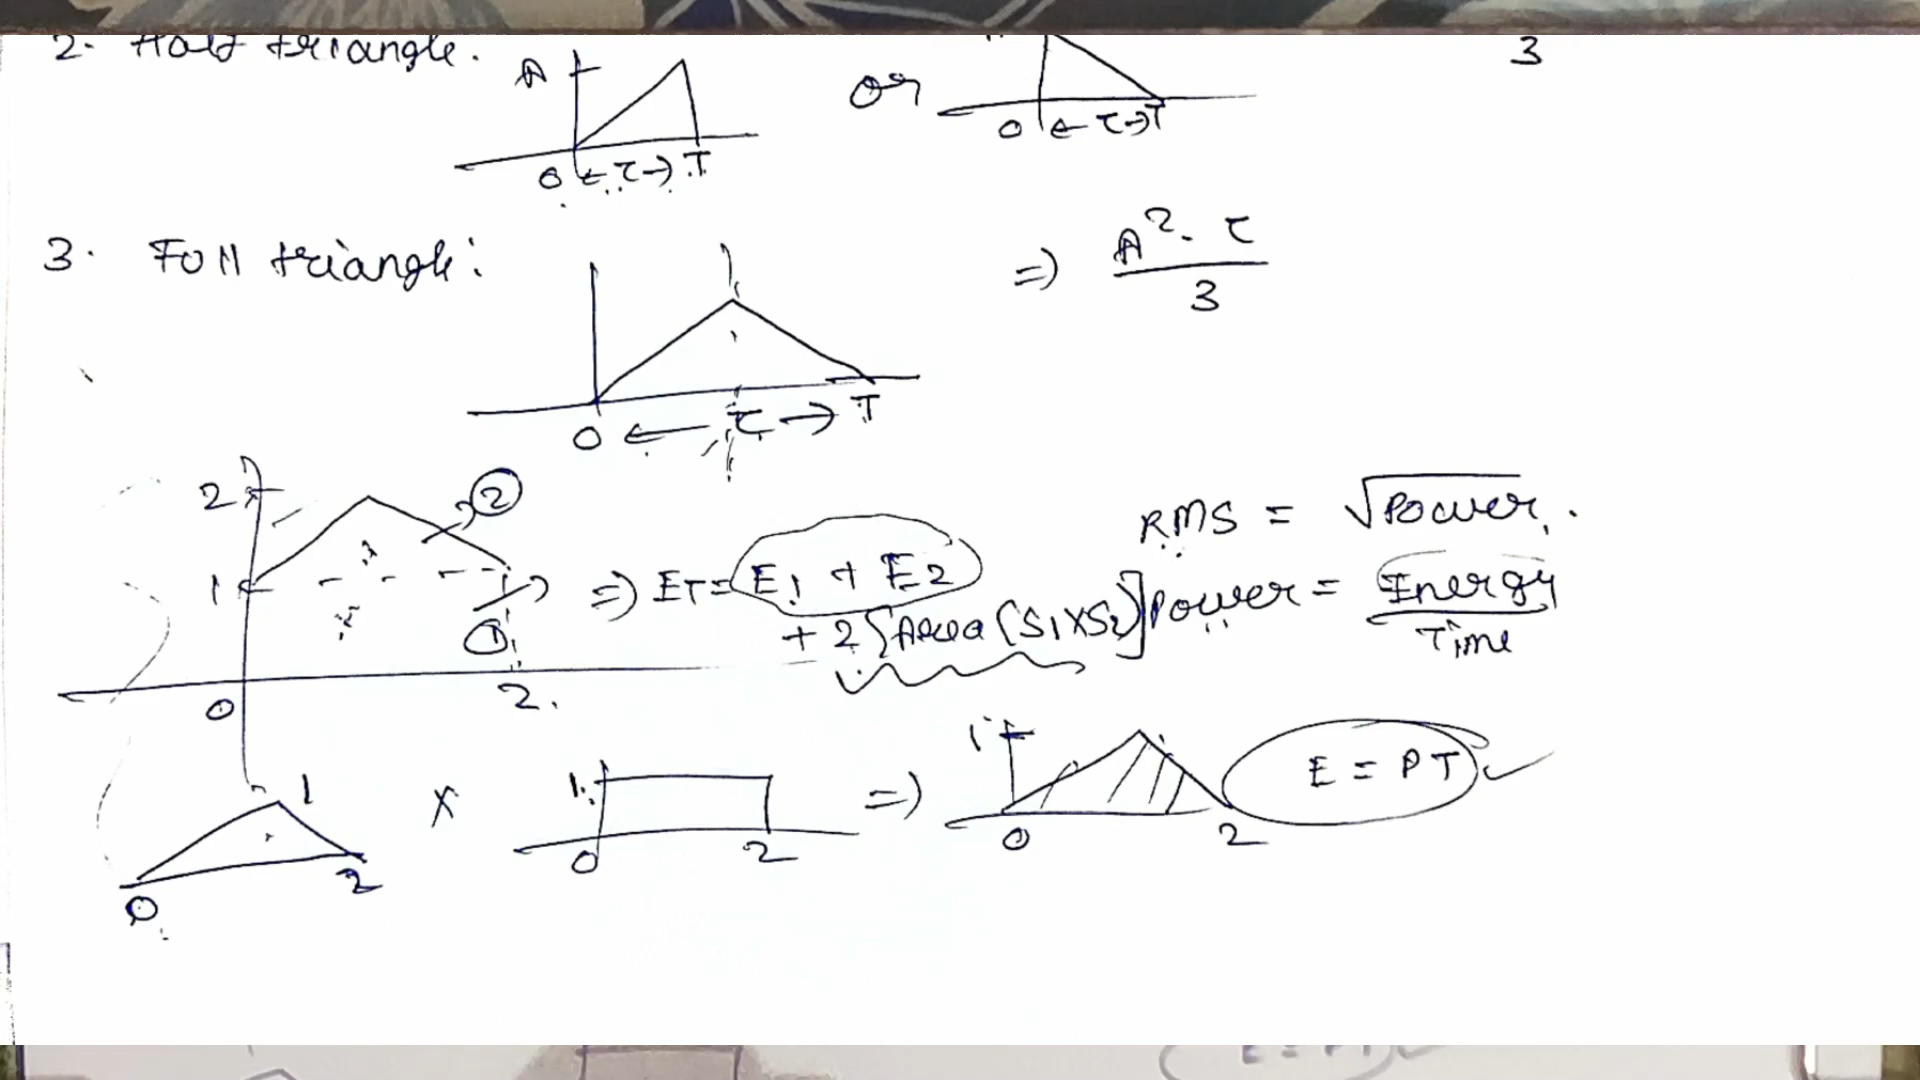 2. Half triangle.
A
0 ← τ → T
or
0 ← τ → T
3
3. Full triangle:
0 ← τ → T
⇒ A². τ / 3
2
1
0
2.
②
①
⇒ ET = E1 + E2
+ 2 [Area (S1 x S2)]
RMS = √Power.
Power = Energy / Time
0
1
2
x
1
0
2
⇒
1
0
2
E = PT ✓